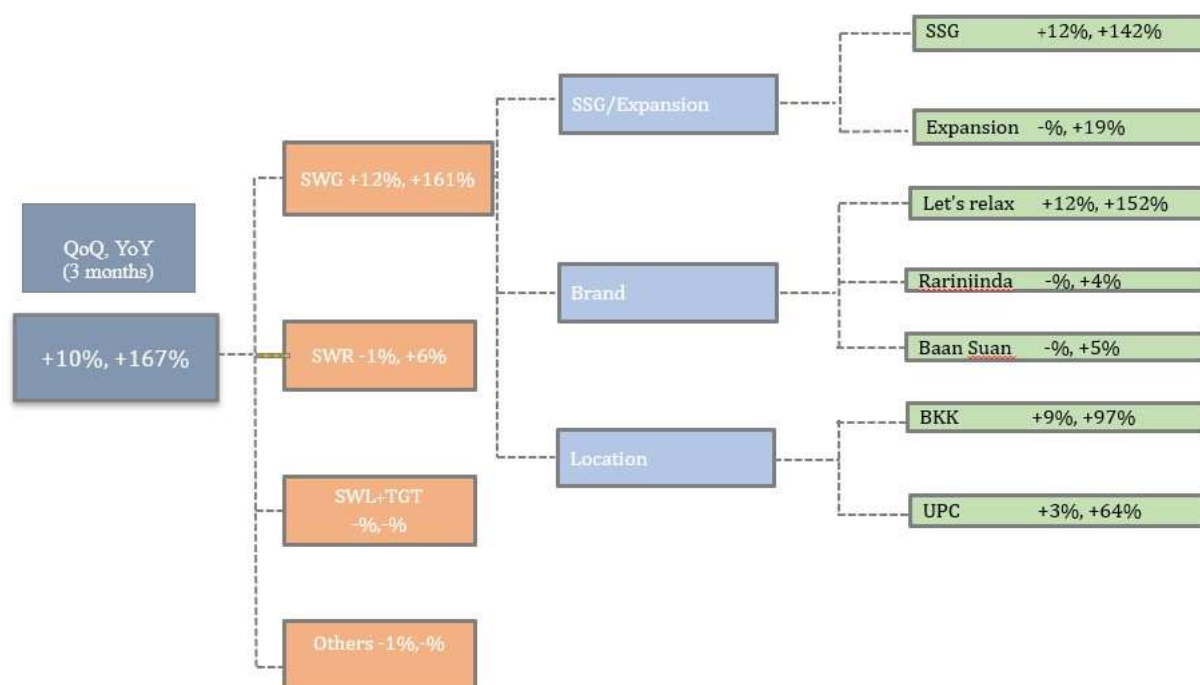 QoQ, YoY
(3 months)
+10%, +167%
SWG +12%, +161%
SWR -1%, +6%
SWL+TGT
-%,-%
Others -1%,-%
SSG/Expansion
Brand
Location
SSG +12%, +142%
Expansion -%, +19%
Let's relax +12%, +152%
Rarinjinda -%, +4%
Baan Suan -%, +5%
BKK +9%, +97%
UPC +3%, +64%